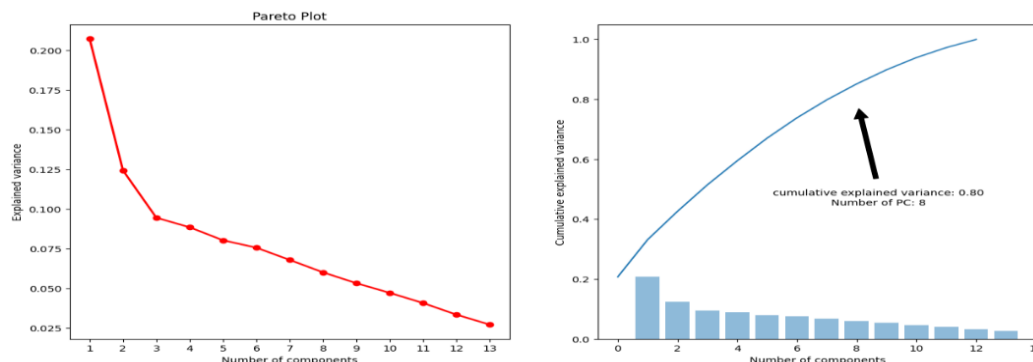 Pareto Plot
Explained variance
0.200
0.175
0.150
0.125
0.100
0.075
0.050
0.025
1 2 3 4 5 6 7 8 9 10 11 12 13
Number of components
Cumulative explained variance
1.0
0.8
0.6
0.4
0.2
0.0
cumulative explained variance: 0.80
Number of PC: 8
0 2 4 6 8 10 12
Number of components